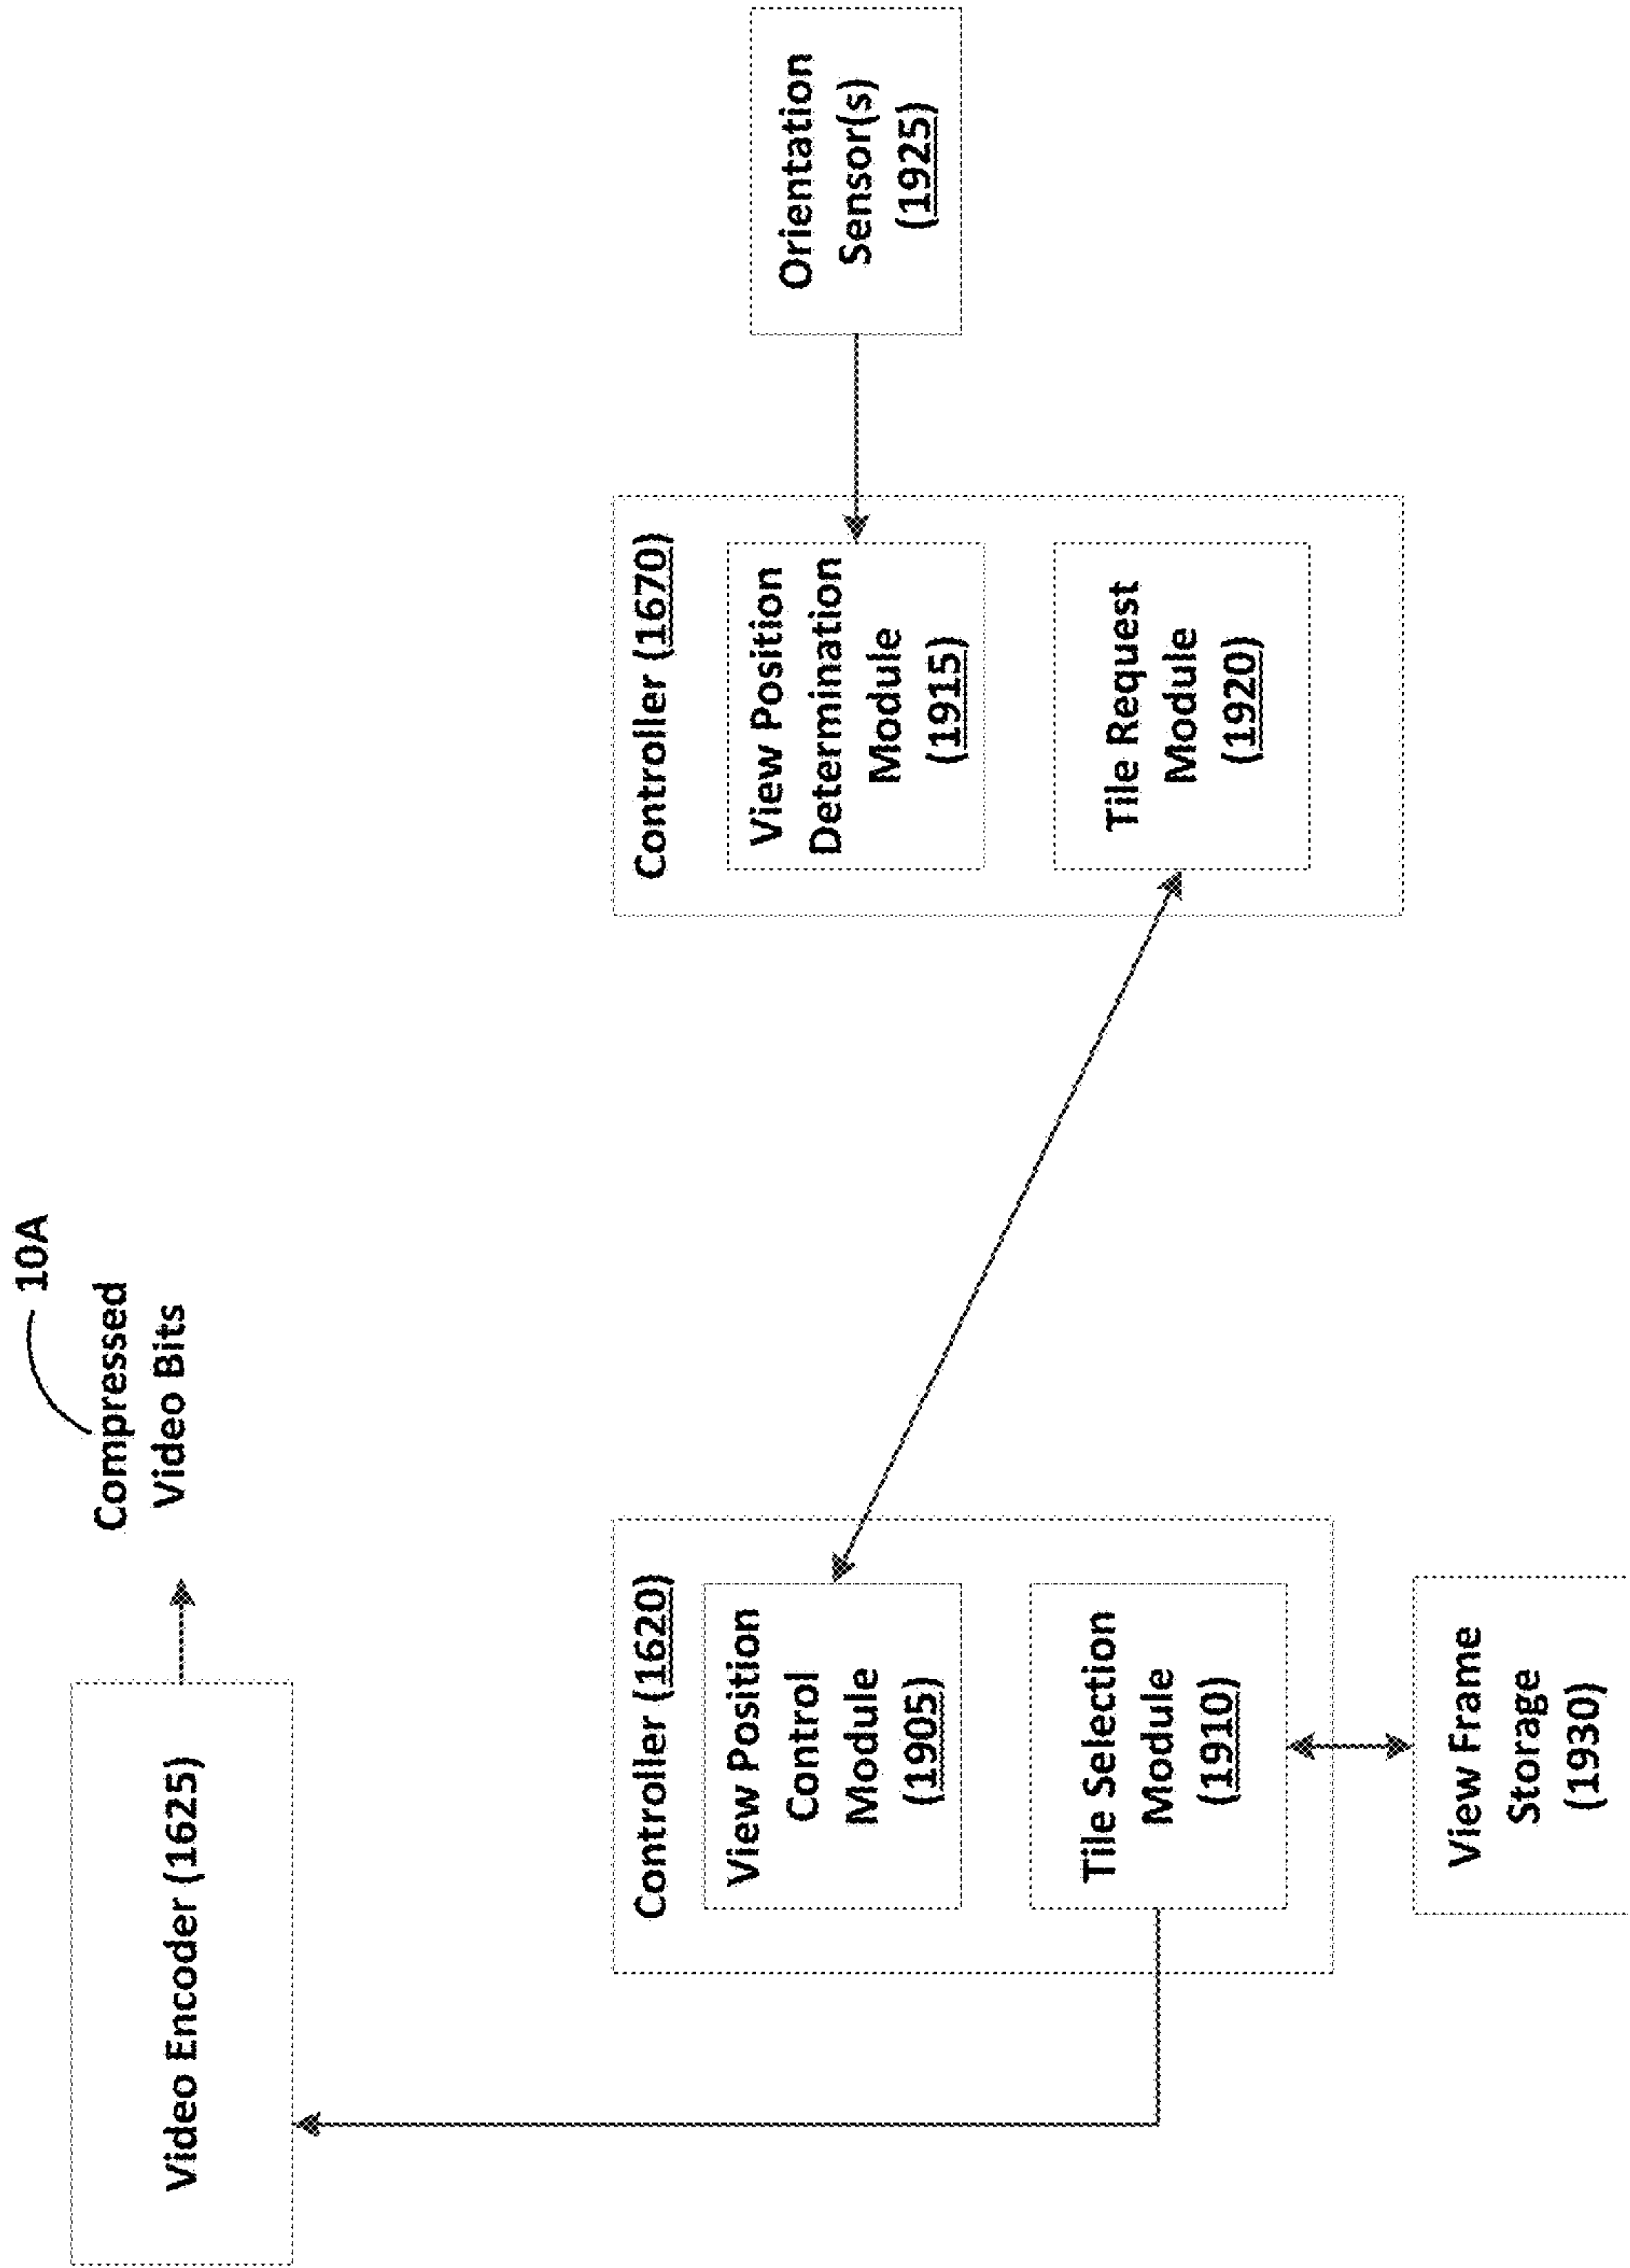 10A
Compressed
Video Bits
Video Encoder (1625)
Controller (1620)
View Position
Control
Module
(1905)
Tile Selection
Module
(1910)
View Frame
Storage
(1930)
Controller (1670)
View Position
Determination
Module
(1915)
Tile Request
Module
(1920)
Orientation
Sensor(s)
(1925)